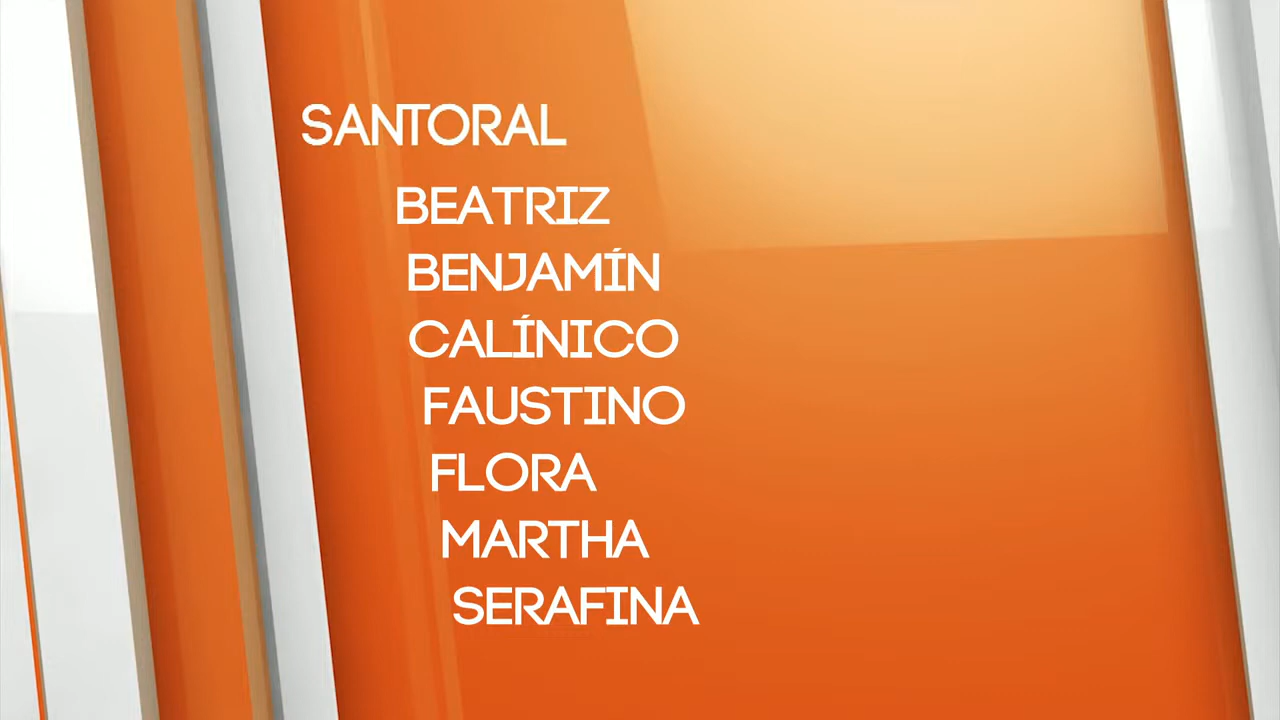 SANTORAL
BEATRIZ
BENJAMÍN
CALÍNICO
FAUSTINO
FLORA
MARTHA
SERAFINA